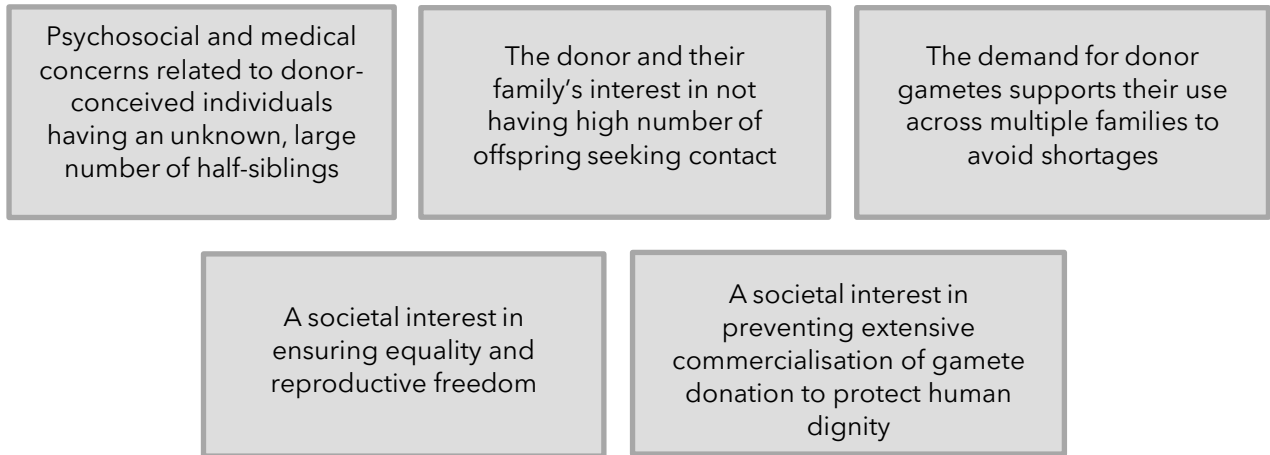 Psychosocial and medical
concerns related to donor-
conceived individuals
having an unknown, large
number of half-siblings
The donor and their
family's interest in not
having high number of
offspring seeking contact
The demand for donor
gametes supports their use
across multiple families to
avoid shortages
A societal interest in
ensuring equality and
reproductive freedom
A societal interest in
preventing extensive
commercialisation of gamete
donation to protect human
dignity